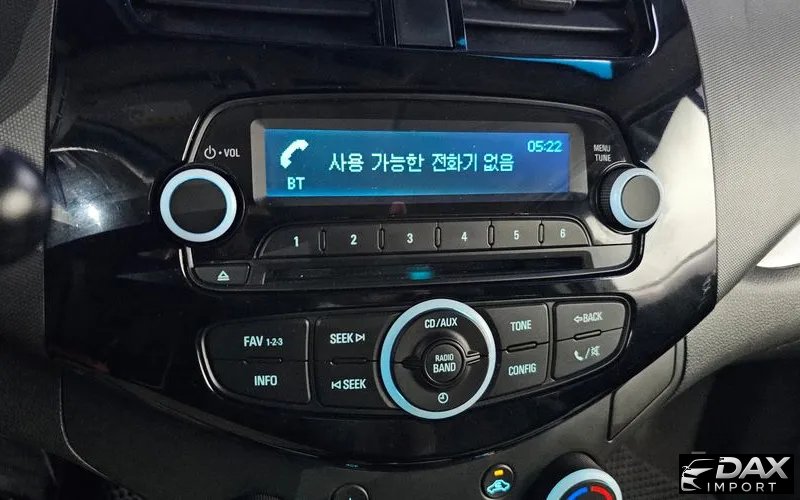 05:22
사용 가능한 전화기 없음
BT
VOL
MENU
TUNE
1 2 3 4 5 6
FAV 1-2-3
SEEK
CD/AUX
TONE
BACK
RADIO
BAND
INFO
SEEK
CONFIG
DAX
IMPORT